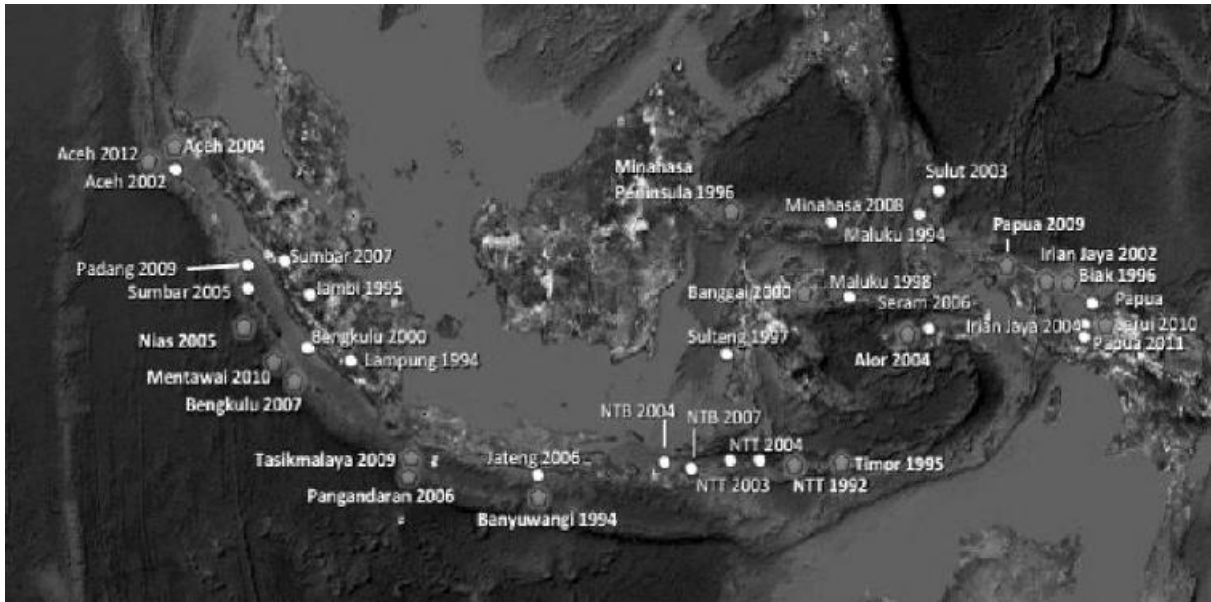 Aceh 2004
Aceh 2012
Aceh 2002
Minahasa
Peninsula 1996
Sulut 2003
Minahasa 2008
Maluku 1994
Papua 2009
Padang 2009
Sumbar 2007
Irian Jaya 2002
Biak 1996
Sumbar 2005
Jambi 1995
Banggai 2000
Maluku 1998
Seram 2006
Papua
Irian Jaya 2004
2010
Papua 2011
Nias 2005
Bengkulu 2000
Sulteng 1997
Alor 2004
Lampung 1994
Mentawai 2010
Bengkulu 2007
NTB 2004
NTB 2007
NTT 2004
Tasikmalaya 2009
Jateng 2006
Timor 1995
NTT 2003
NTT 1992
Pangandaran 2006
Banyuwangi 1994